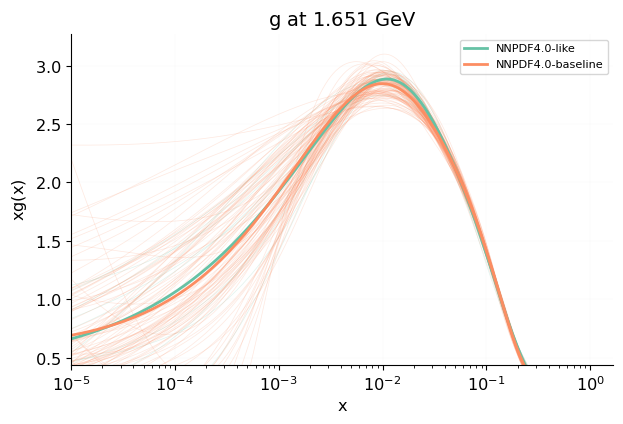 g at 1.651 GeV
NNPDF4.0-like
NNPDF4.0-baseline
xg(x)
3.0
2.5
2.0
1.5
1.0
0.5
10⁻⁵ 10⁻⁴ 10⁻³ 10⁻² 10⁻¹ 10⁰
x